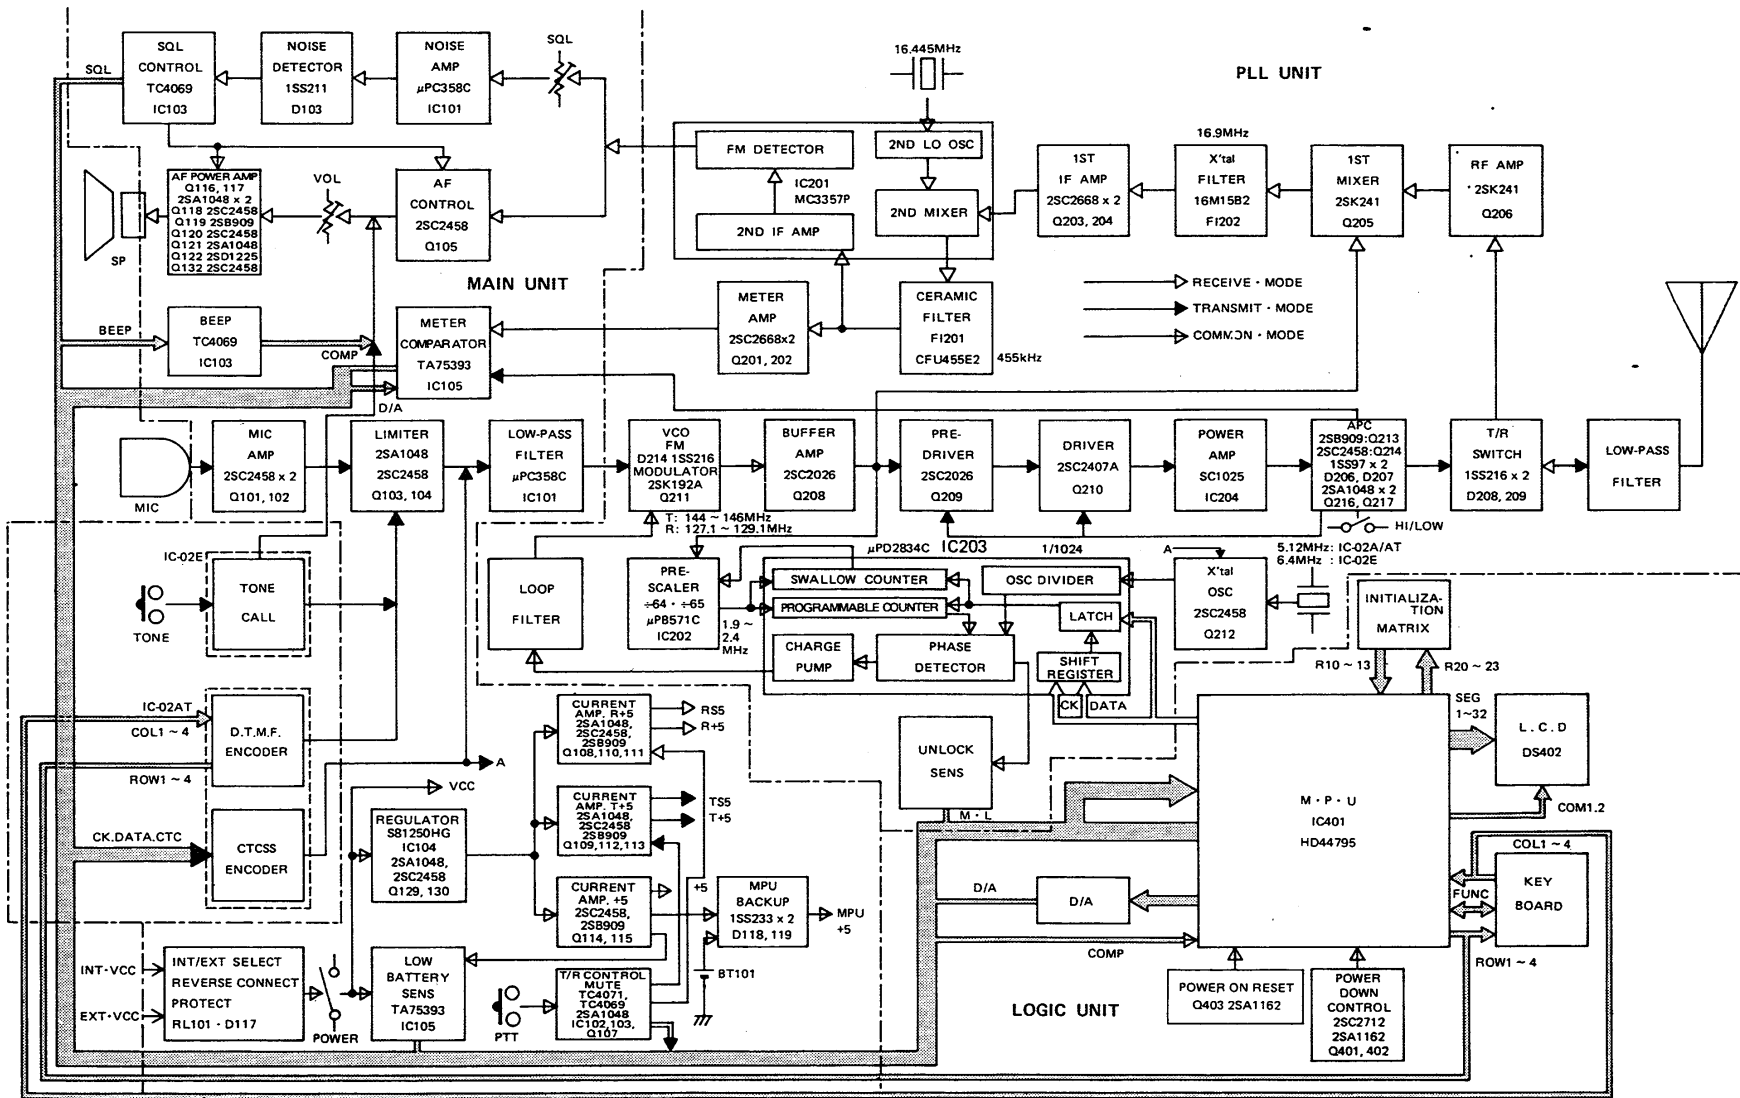 SQL
SQL
CONTROL
TC4069
IC103
NOISE
DETECTOR
1SS211
D103
NOISE
AMP
μPC358C
IC101
SQL
16.445MHz
PLL UNIT
AF POWER AMP
Q116, 117
2SA1048 x 2
Q118 2SC2458
Q119 2SB909
Q120 2SC2458
Q121 2SA1048
Q122 2SD1225
Q132 2SC2458
SP
VOL
AF
CONTROL
2SC2458
Q105
FM DETECTOR
2ND LO OSC
IC201
MC3357P
2ND MIXER
2ND IF AMP
1ST
IF AMP
2SC2668 x 2
Q203, 204
16.9MHz
X'tal
FILTER
16M15B2
FI202
1ST
MIXER
2SK241
Q205
RF AMP
2SK241
Q206
MAIN UNIT
BEEP
BEEP
TC4069
IC103
COMP
METER
COMPARATOR
TA75393
IC105
D/A
METER
AMP
2SC2668x2
Q201, 202
CERAMIC
FILTER
FI201
CFU455E2
455kHz
RECEIVE・MODE
TRANSMIT・MODE
COMMON・MODE
MIC
MIC
AMP
2SC2458 x 2
Q101, 102
LIMITER
2SA1048
2SC2458
Q103, 104
LOW-PASS
FILTER
μPC358C
IC101
VCO
FM
D214 1SS216
MODULATOR
2SK192A
Q211
T: 144 ~ 146MHz
R: 127.1 ~ 129.1MHz
BUFFER
AMP
2SC2026
Q208
PRE-
DRIVER
2SC2026
Q209
DRIVER
2SC2407A
Q210
POWER
AMP
SC1025
IC204
APC
2SB909:Q213
2SC2458:Q214
1SS97 x 2
D206, D207
2SA1048 x 2
Q216, Q217
HI/LOW
T/R
SWITCH
1SS216 x 2
D208, 209
LOW-PASS
FILTER
IC-02E
TONE
TONE
CALL
LOOP
FILTER
PRE-
SCALER
÷64・÷65
μPB571C
IC202
1.9 ~
2.4
MHz
μPD2834C
IC203
1/1024
SWALLOW COUNTER
OSC DIVIDER
PROGRAMMABLE COUNTER
LATCH
CHARGE
PUMP
PHASE
DETECTOR
SHIFT
REGISTER
CK
DATA
A
X'tal
OSC
2SC2458
Q212
5.12MHz: IC-02A/AT
6.4MHz : IC-02E
INITIALIZA-
TION
MATRIX
R10 ~ 13
R20 ~ 23
IC-02AT
COL1 ~ 4
D.T.M.F.
ENCODER
ROW1 ~ 4
A
CK.DATA.CTC
CTCSS
ENCODER
VCC
REGULATOR
S81250HG
IC104
2SA1048,
2SC2458
Q129, 130
CURRENT
AMP. R+5
2SA1048,
2SC2458,
2SB909
Q108,110,111
RS5
R+5
CURRENT
AMP. T+5
2SA1048,
2SC2458
2SB909
Q109,112,113
TS5
T+5
CURRENT
AMP. +5
2SC2458,
2SB909
Q114, 115
+5
MPU
BACKUP
1SS233 x 2
D118, 119
MPU
+5
BT101
UNLOCK
SENS
M・L
M・P・U
IC401
HD44795
SEG
1~32
L.C.D
DS402
COM1.2
COL1 ~ 4
KEY
BOARD
FUNC
ROW1 ~ 4
D/A
D/A
COMP
INT・VCC
EXT・VCC
INT/EXT SELECT
REVERSE CONNECT
PROTECT
RL101・D117
POWER
LOW
BATTERY
SENS
TA75393
IC105
PTT
T/R CONTROL
MUTE
TC4071,
TC4069
2SA1048
IC102,103,
Q107
LOGIC UNIT
POWER ON RESET
Q403 2SA1162
POWER
DOWN
CONTROL
2SC2712
2SA1162
Q401, 402